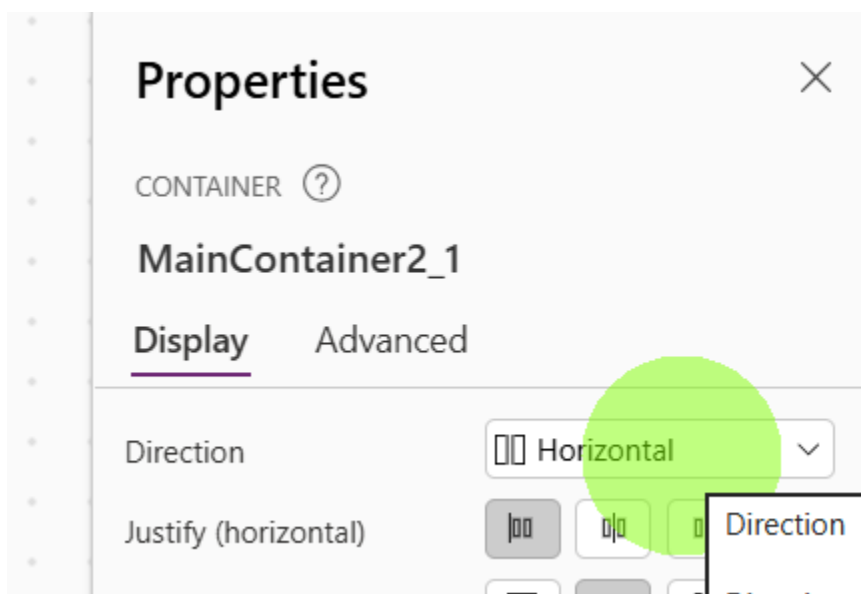 Properties
CONTAINER ?
MainContainer2_1
Display Advanced
Direction Horizontal
Justify (horizontal)
Direction